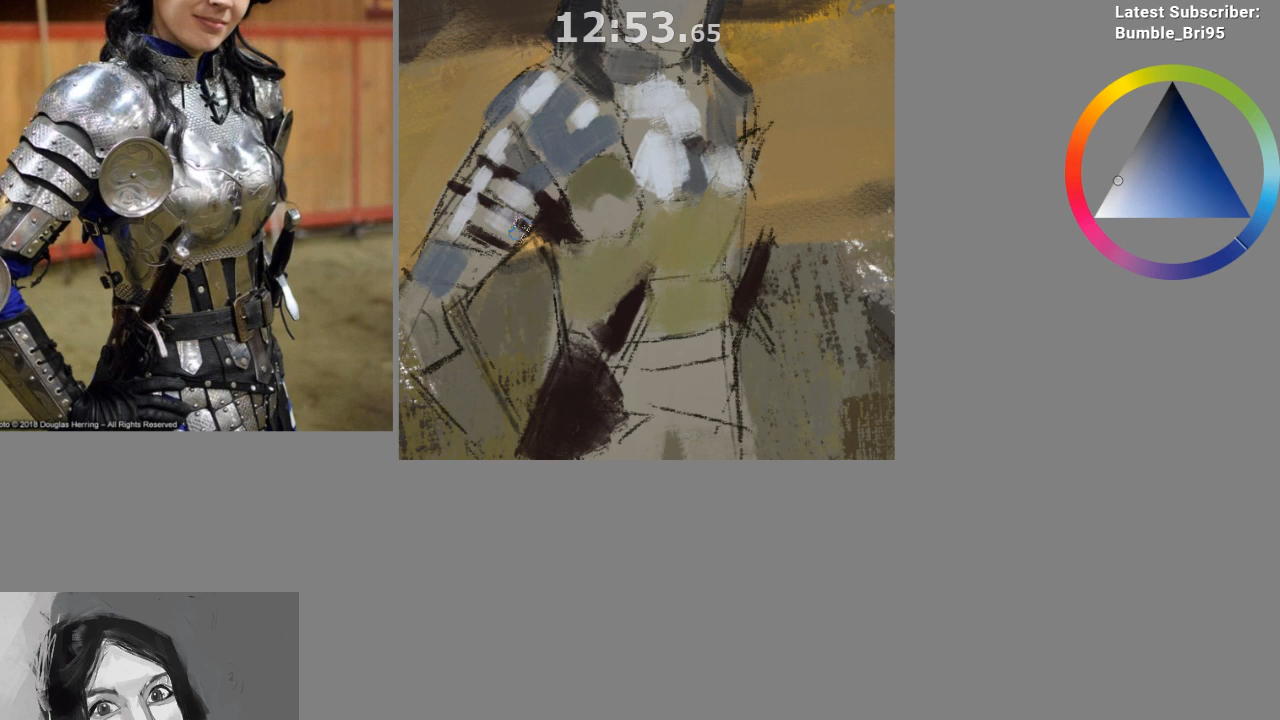 12:53.65
Latest Subscriber:
Bumble_Bri95
oto © 2018 Douglas Herring – All Rights Reserved